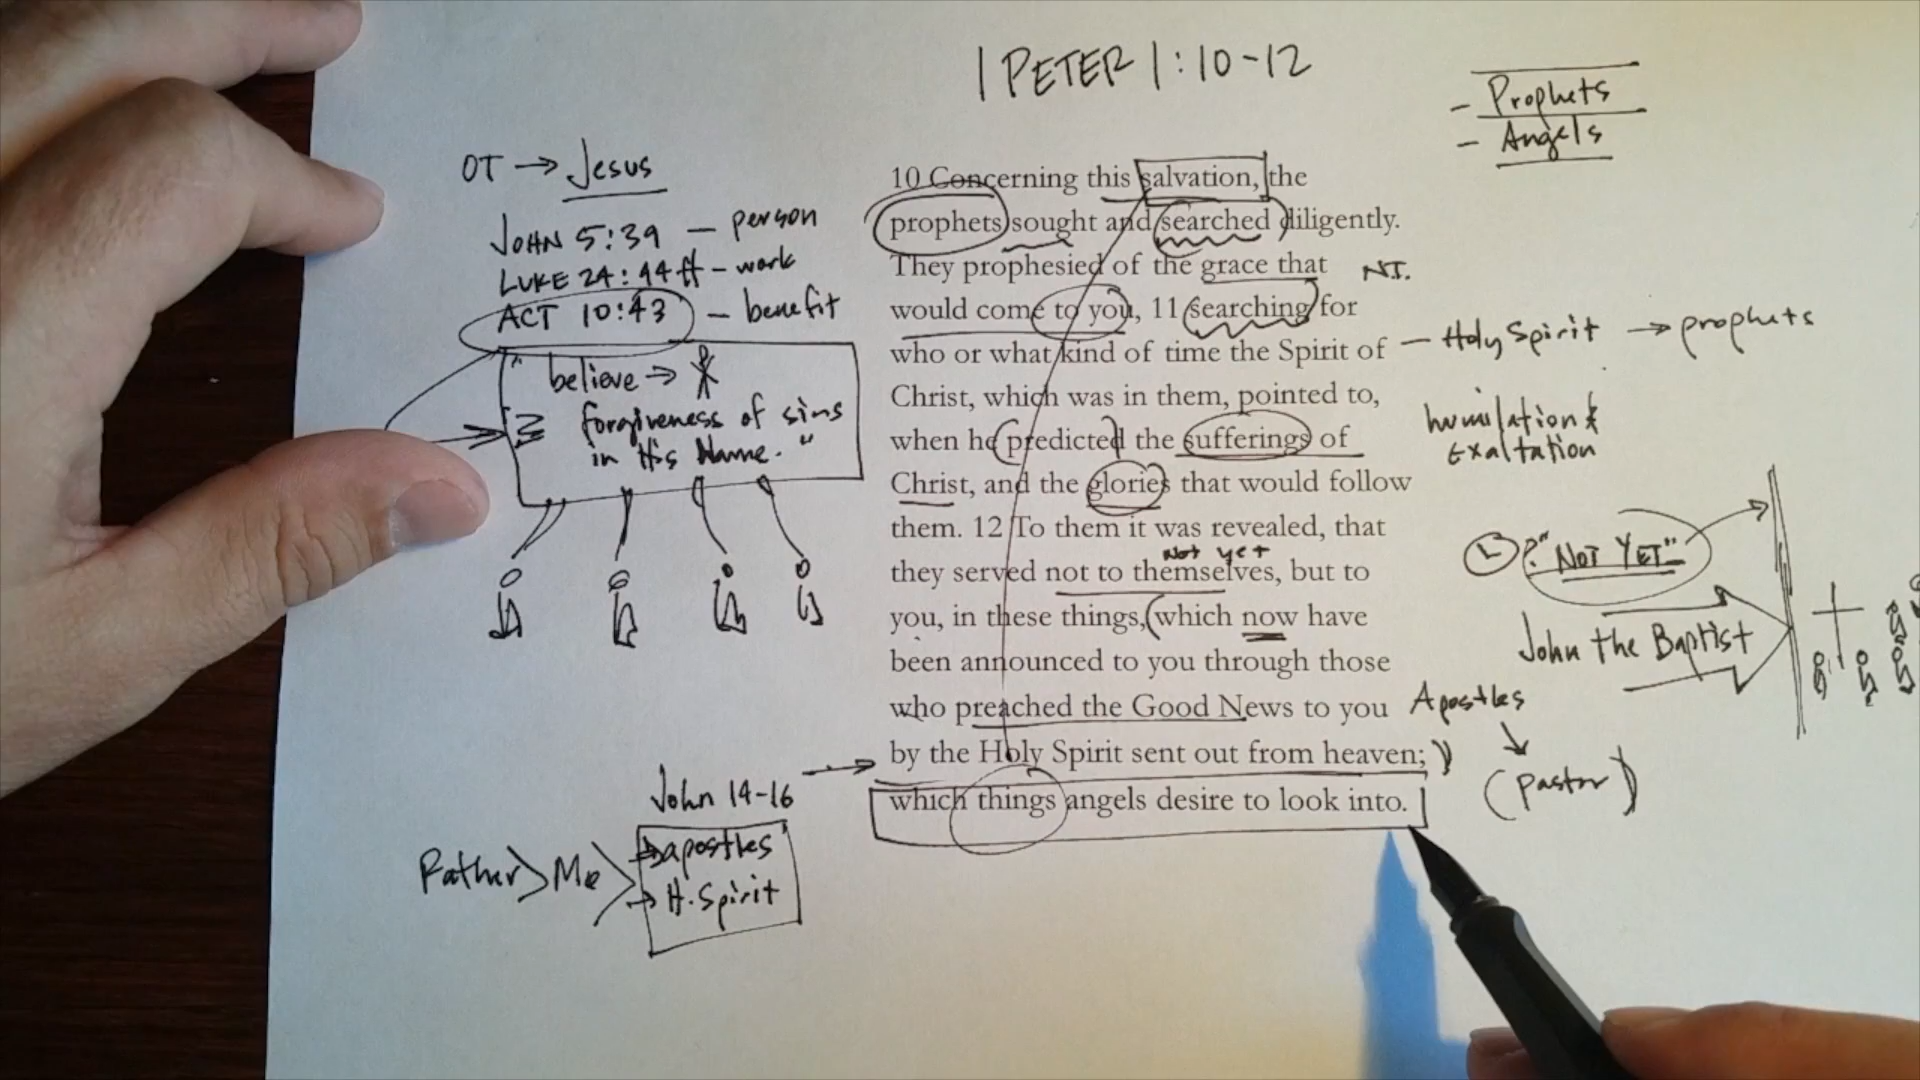 1 PETER 1:10-12
- Prophets
- Angels
OT → Jesus
JOHN 5:39 — person
LUKE 24:44ff - work
ACT 10:43 — benefit
"believe →
forgiveness of sins
in His Name."
10 Concerning this salvation, the
prophets sought and searched diligently.
They prophesied of the grace that
would come to you, 11 searching for
who or what kind of time the Spirit of
Christ, which was in them, pointed to,
when he predicted the sufferings of
Christ, and the glories that would follow
them. 12 To them it was revealed, that
Not yet
they served not to themselves, but to
you, in these things, (which now have
been announced to you through those
who preached the Good News to you
by the Holy Spirit sent out from heaven;)
which things angels desire to look into.
N.T.
— Holy Spirit → prophets
humilation &
Exaltation
"NOT YET"
John the Baptist
Apostles
(Pastor)
John 14-16 →
Father > Me >
→ apostles
→ H. Spirit